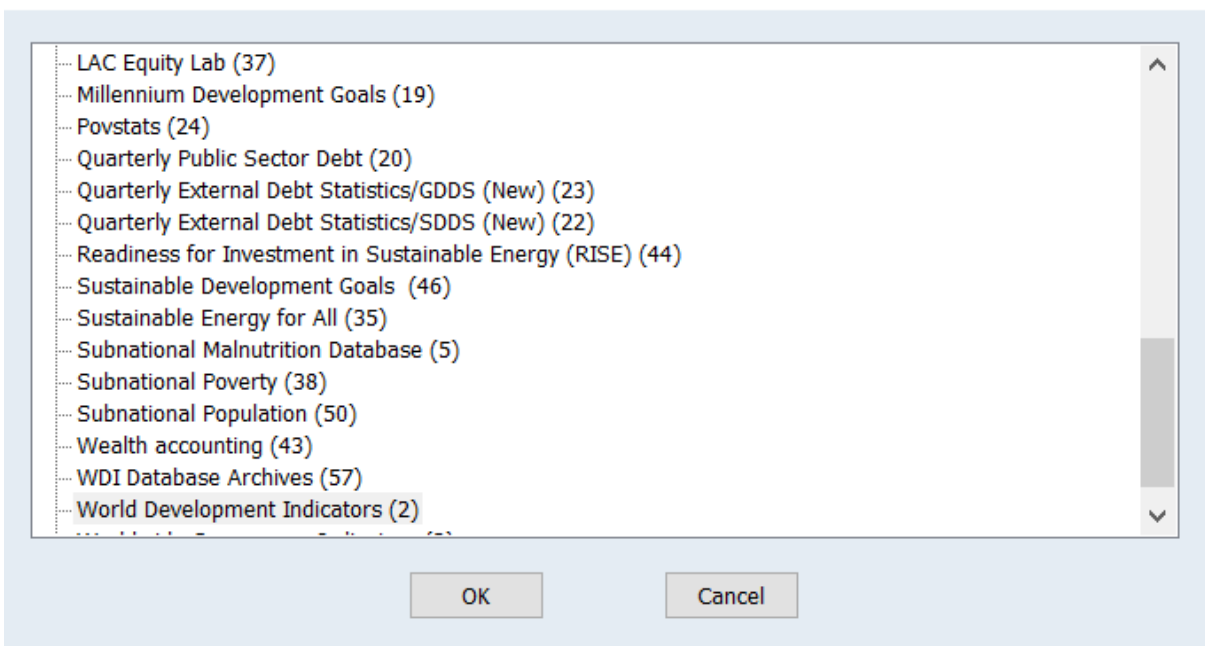 LAC Equity Lab (37)
Millennium Development Goals (19)
Povstats (24)
Quarterly Public Sector Debt (20)
Quarterly External Debt Statistics/GDDS (New) (23)
Quarterly External Debt Statistics/SDDS (New) (22)
Readiness for Investment in Sustainable Energy (RISE) (44)
Sustainable Development Goals  (46)
Sustainable Energy for All (35)
Subnational Malnutrition Database (5)
Subnational Poverty (38)
Subnational Population (50)
Wealth accounting (43)
WDI Database Archives (57)
World Development Indicators (2)
OK
Cancel